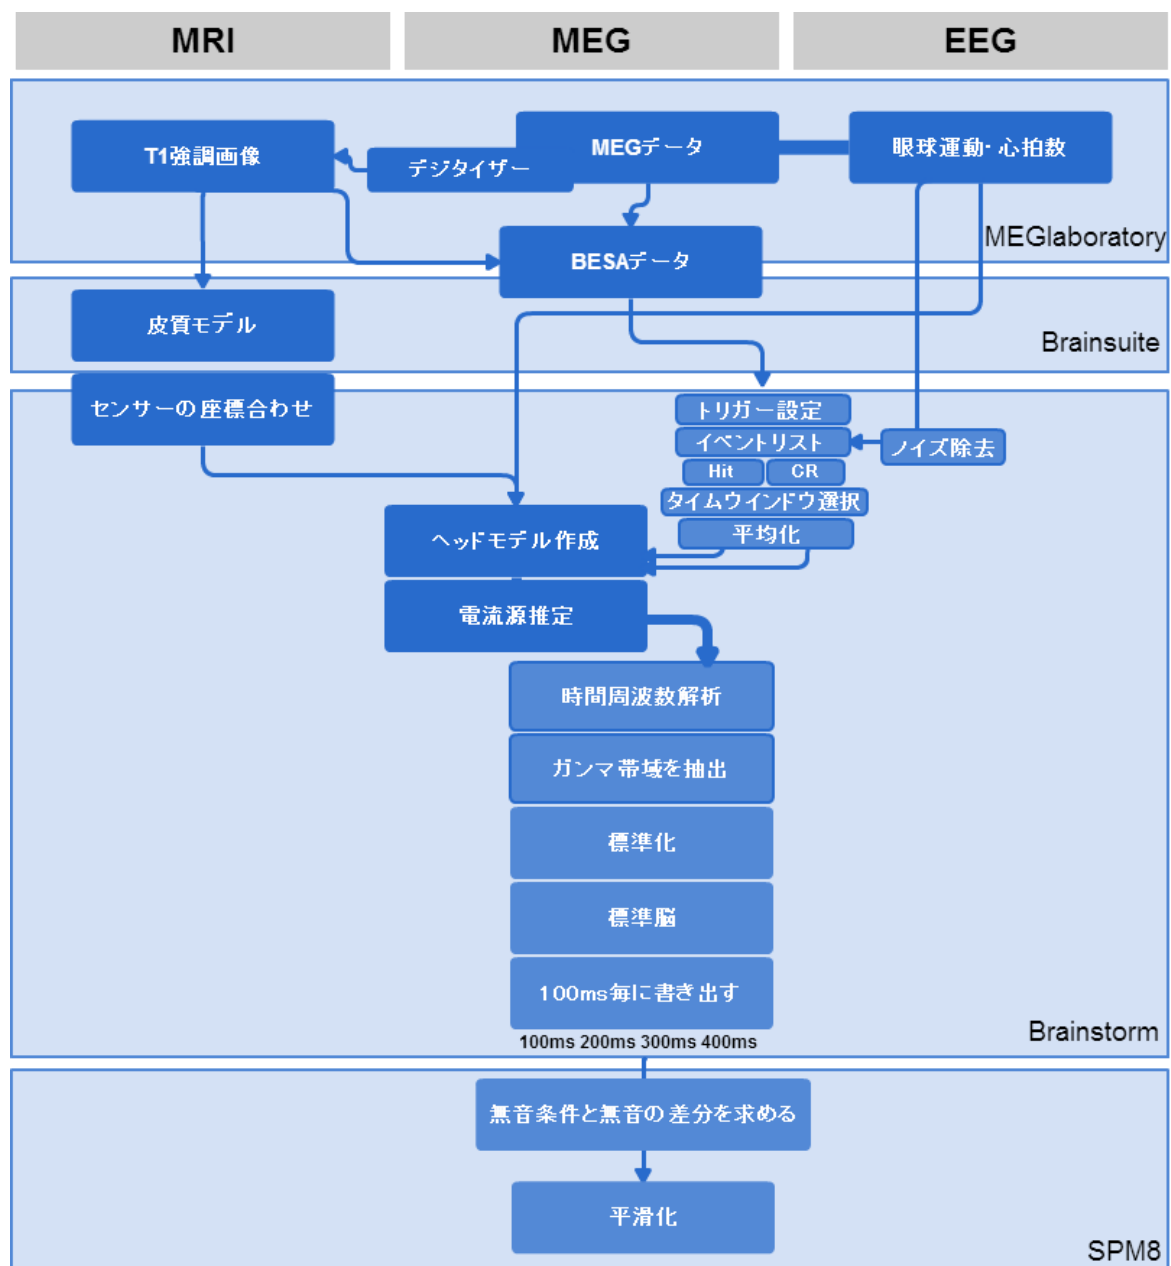 MRI
MEG
EEG
T1強調画像
デジタイザー
MEGデータ
眼球運動・心拍数
MEGlaboratory
BESAデータ
皮質モデル
Brainsuite
センサーの座標合わせ
トリガー設定
イベントリスト
ノイズ除去
Hit
CR
タイムウインドウ選択
平均化
ヘッドモデル作成
電流源推定
時間周波数解析
ガンマ帯域を抽出
標準化
標準脳
100ms毎に書き出す
100ms 200ms 300ms 400ms
Brainstorm
無音条件と無音の差分を求める
平滑化
SPM8